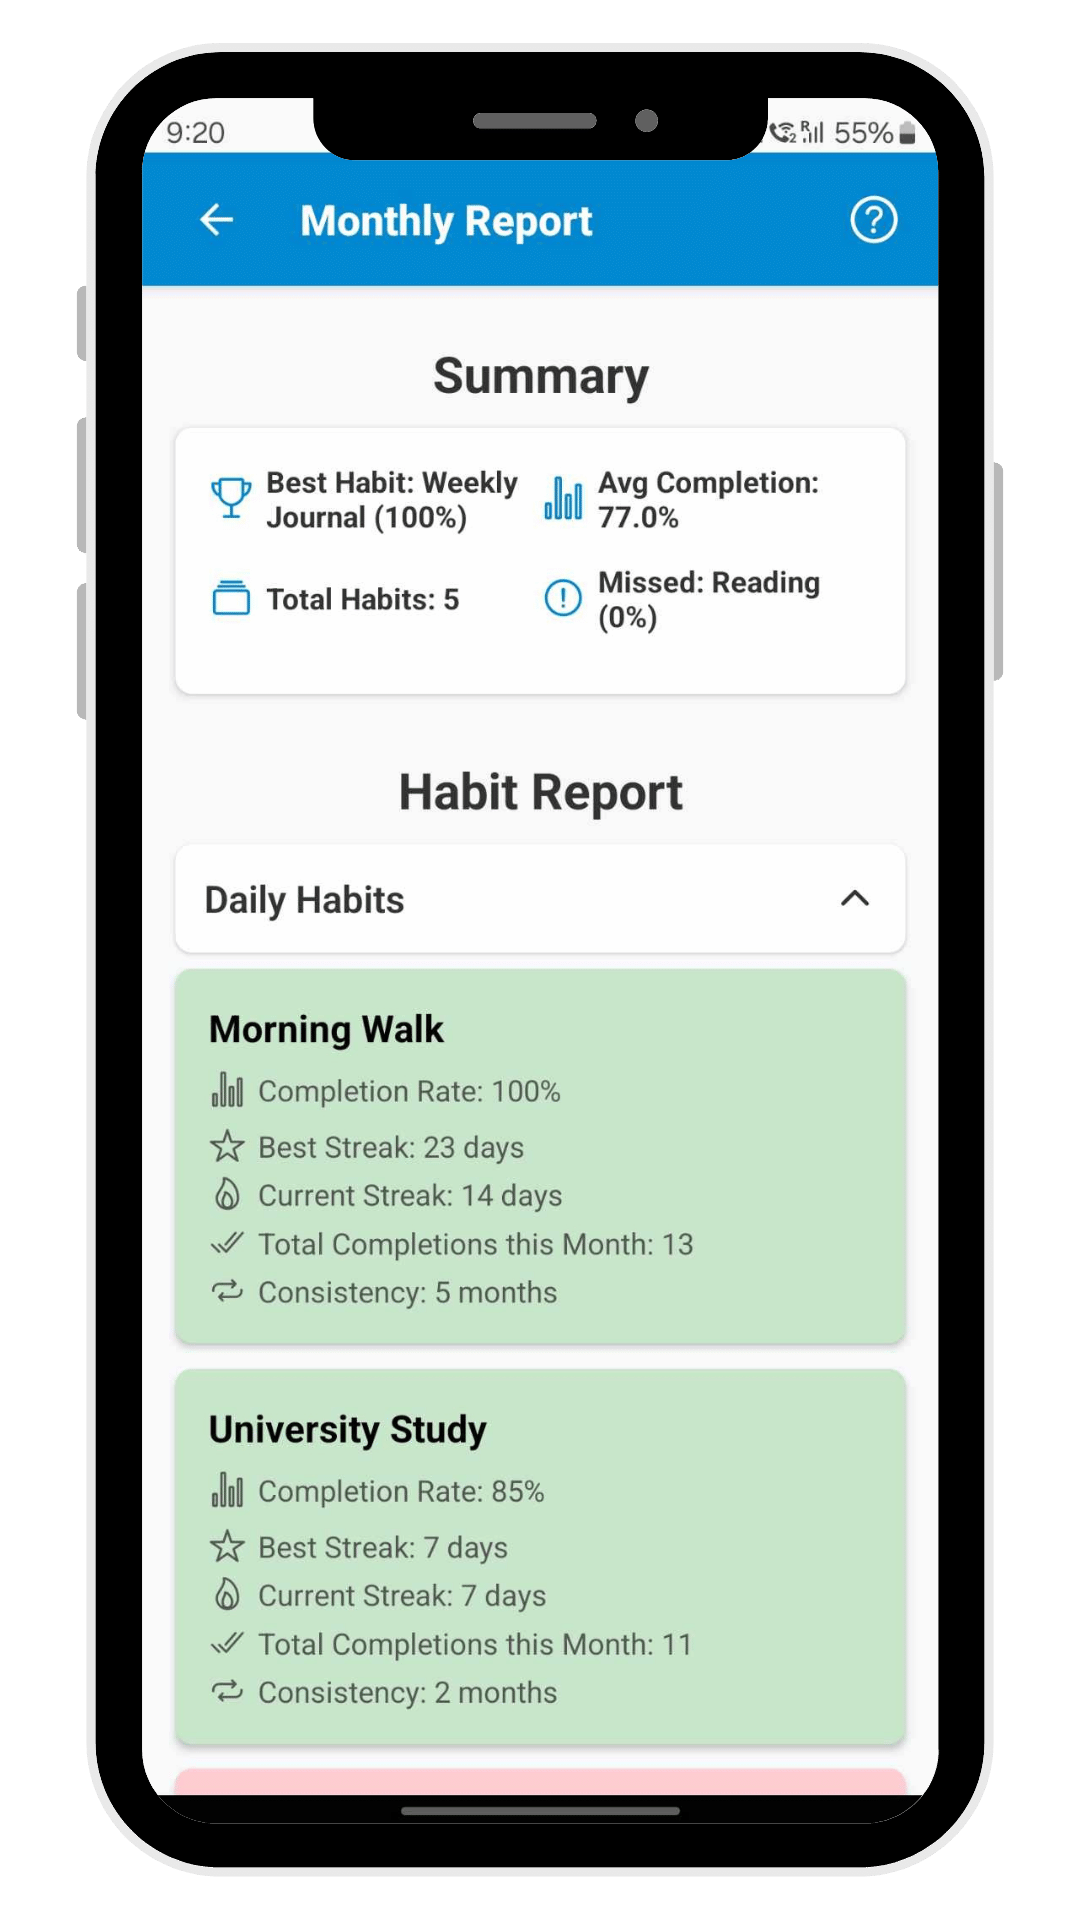 9:20
55%
Monthly Report
Summary
Best Habit: Weekly
Journal (100%)
Avg Completion:
77.0%
Total Habits: 5
Missed: Reading
(0%)
Habit Report
Daily Habits
Morning Walk
Completion Rate: 100%
Best Streak: 23 days
Current Streak: 14 days
Total Completions this Month: 13
Consistency: 5 months
University Study
Completion Rate: 85%
Best Streak: 7 days
Current Streak: 7 days
Total Completions this Month: 11
Consistency: 2 months